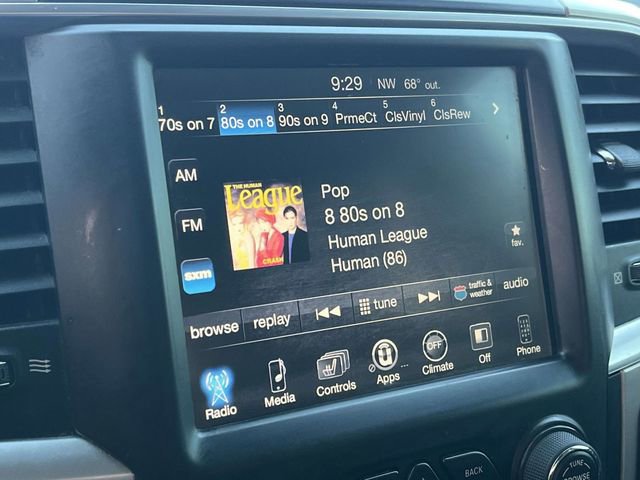 9:29 NW 68° out.
1 2 3 4 5 6
70s on 7 80s on 8 90s on 9 PrmeCt ClsVinyl ClsRew
AM
FM
sxm
THE HUMAN
League
CRASH
Pop
8 80s on 8
Human League
Human (86)
fav.
browse replay tune traffic & weather audio
Radio Media Controls Apps Climate Off Phone
OFF
BACK
TUNE
BROWSE